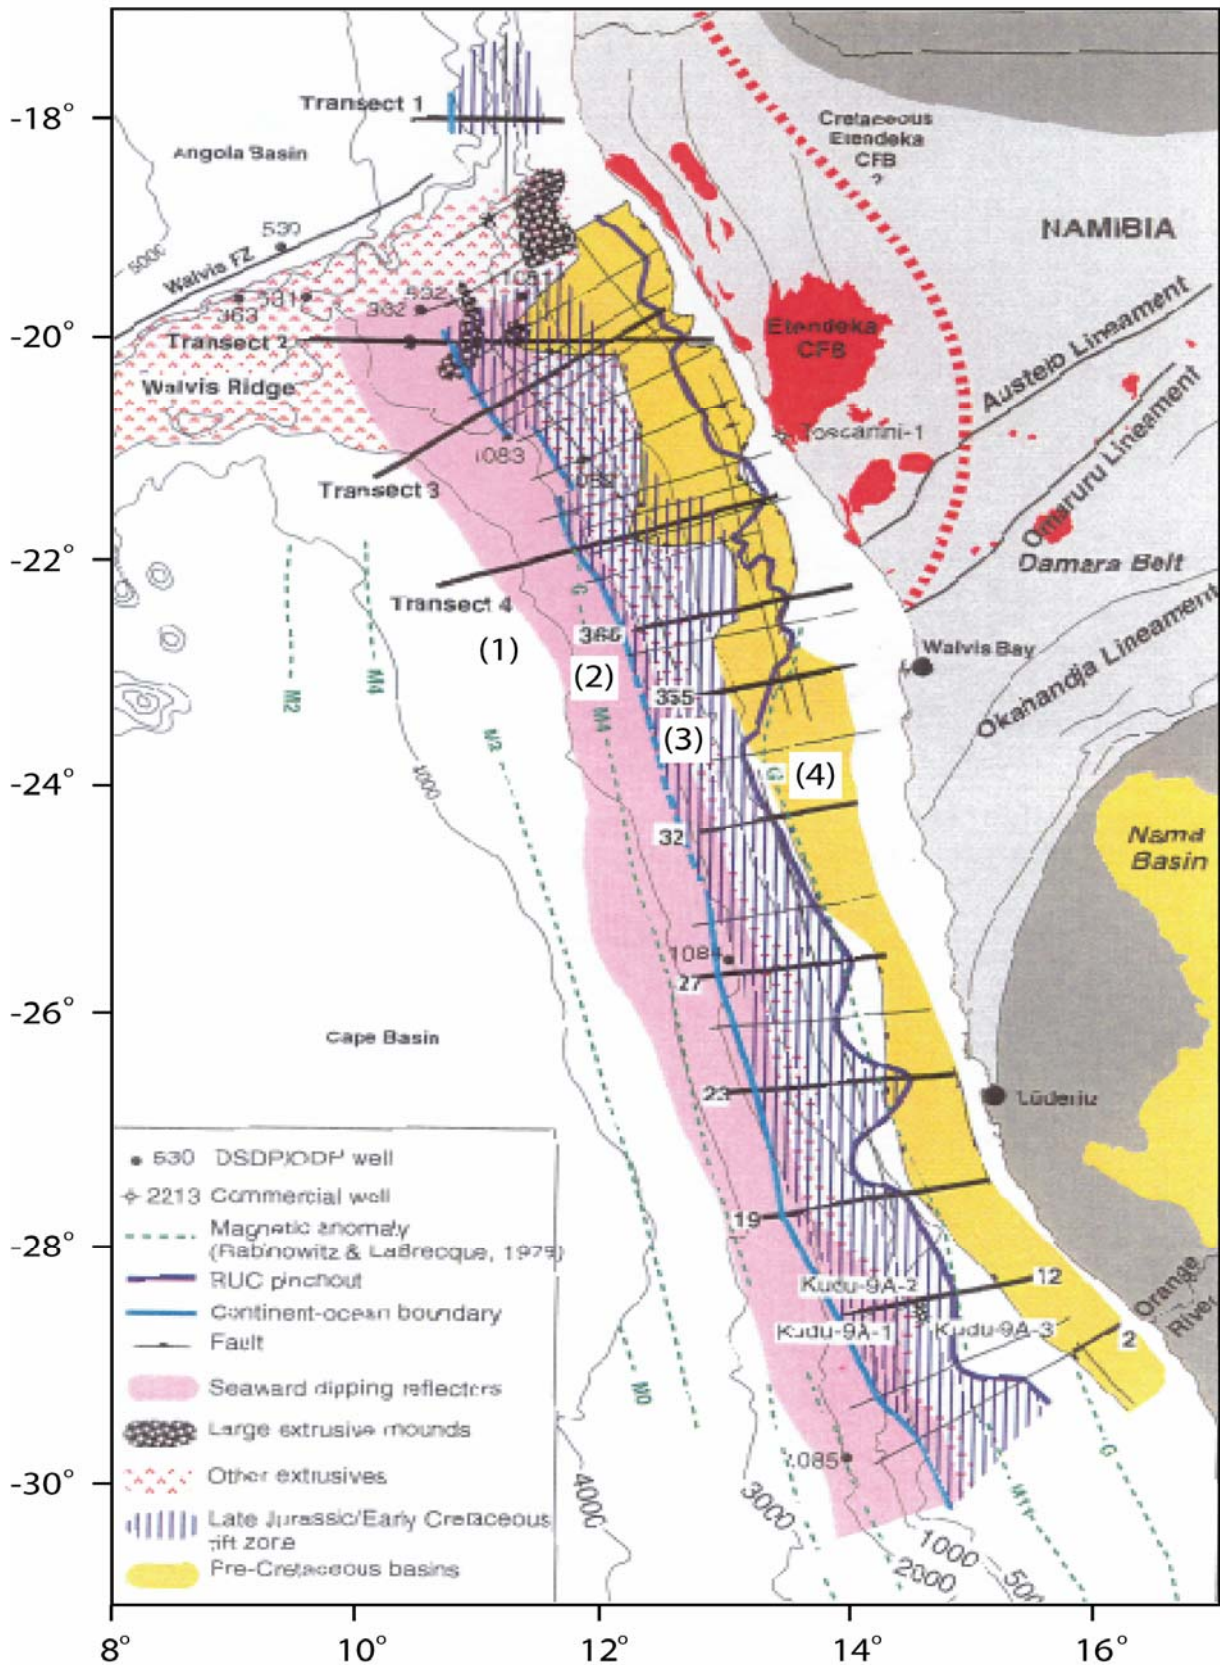 -18°
-20°
-22°
-24°
-26°
-28°
-30°
8°
10°
12°
14°
16°
Transect 1
Angola Basin
Cretaceous
Etendeka
CFB
?
NAMIBIA
5000
Walvis FZ
530
531
363
362
532
Transect 2
Walvis Ridge
Etendeka
CFB
Austeio Lineament
Toscanini-1
Omaruru Lineament
1083
Transect 3
Damara Belt
Transect 4
G
(1)
366
(2)
Walvis Bay
Okahandja Lineament
M2
M4
355
M4
(3)
G
(4)
32
Nama
Basin
1084
27
Cape Basin
23
Lüderitz
19
12
Kudu-9A-2
Kudu-9A-1
Kudu-9A-3
2
Orange
River
M0
G
M11
1085
4000
3000
2000
1000
500
530 DSDP/ODP well
2213 Commercial well
Magnetic anomaly
(Rabinowitz & LaBrecque, 1979)
RUC pinchout
Continent-ocean boundary
Fault
Seaward dipping reflectors
Large extrusive mounds
Other extrusives
Late Jurassic/Early Cretaceous
rift zone
Pre-Cretaceous basins